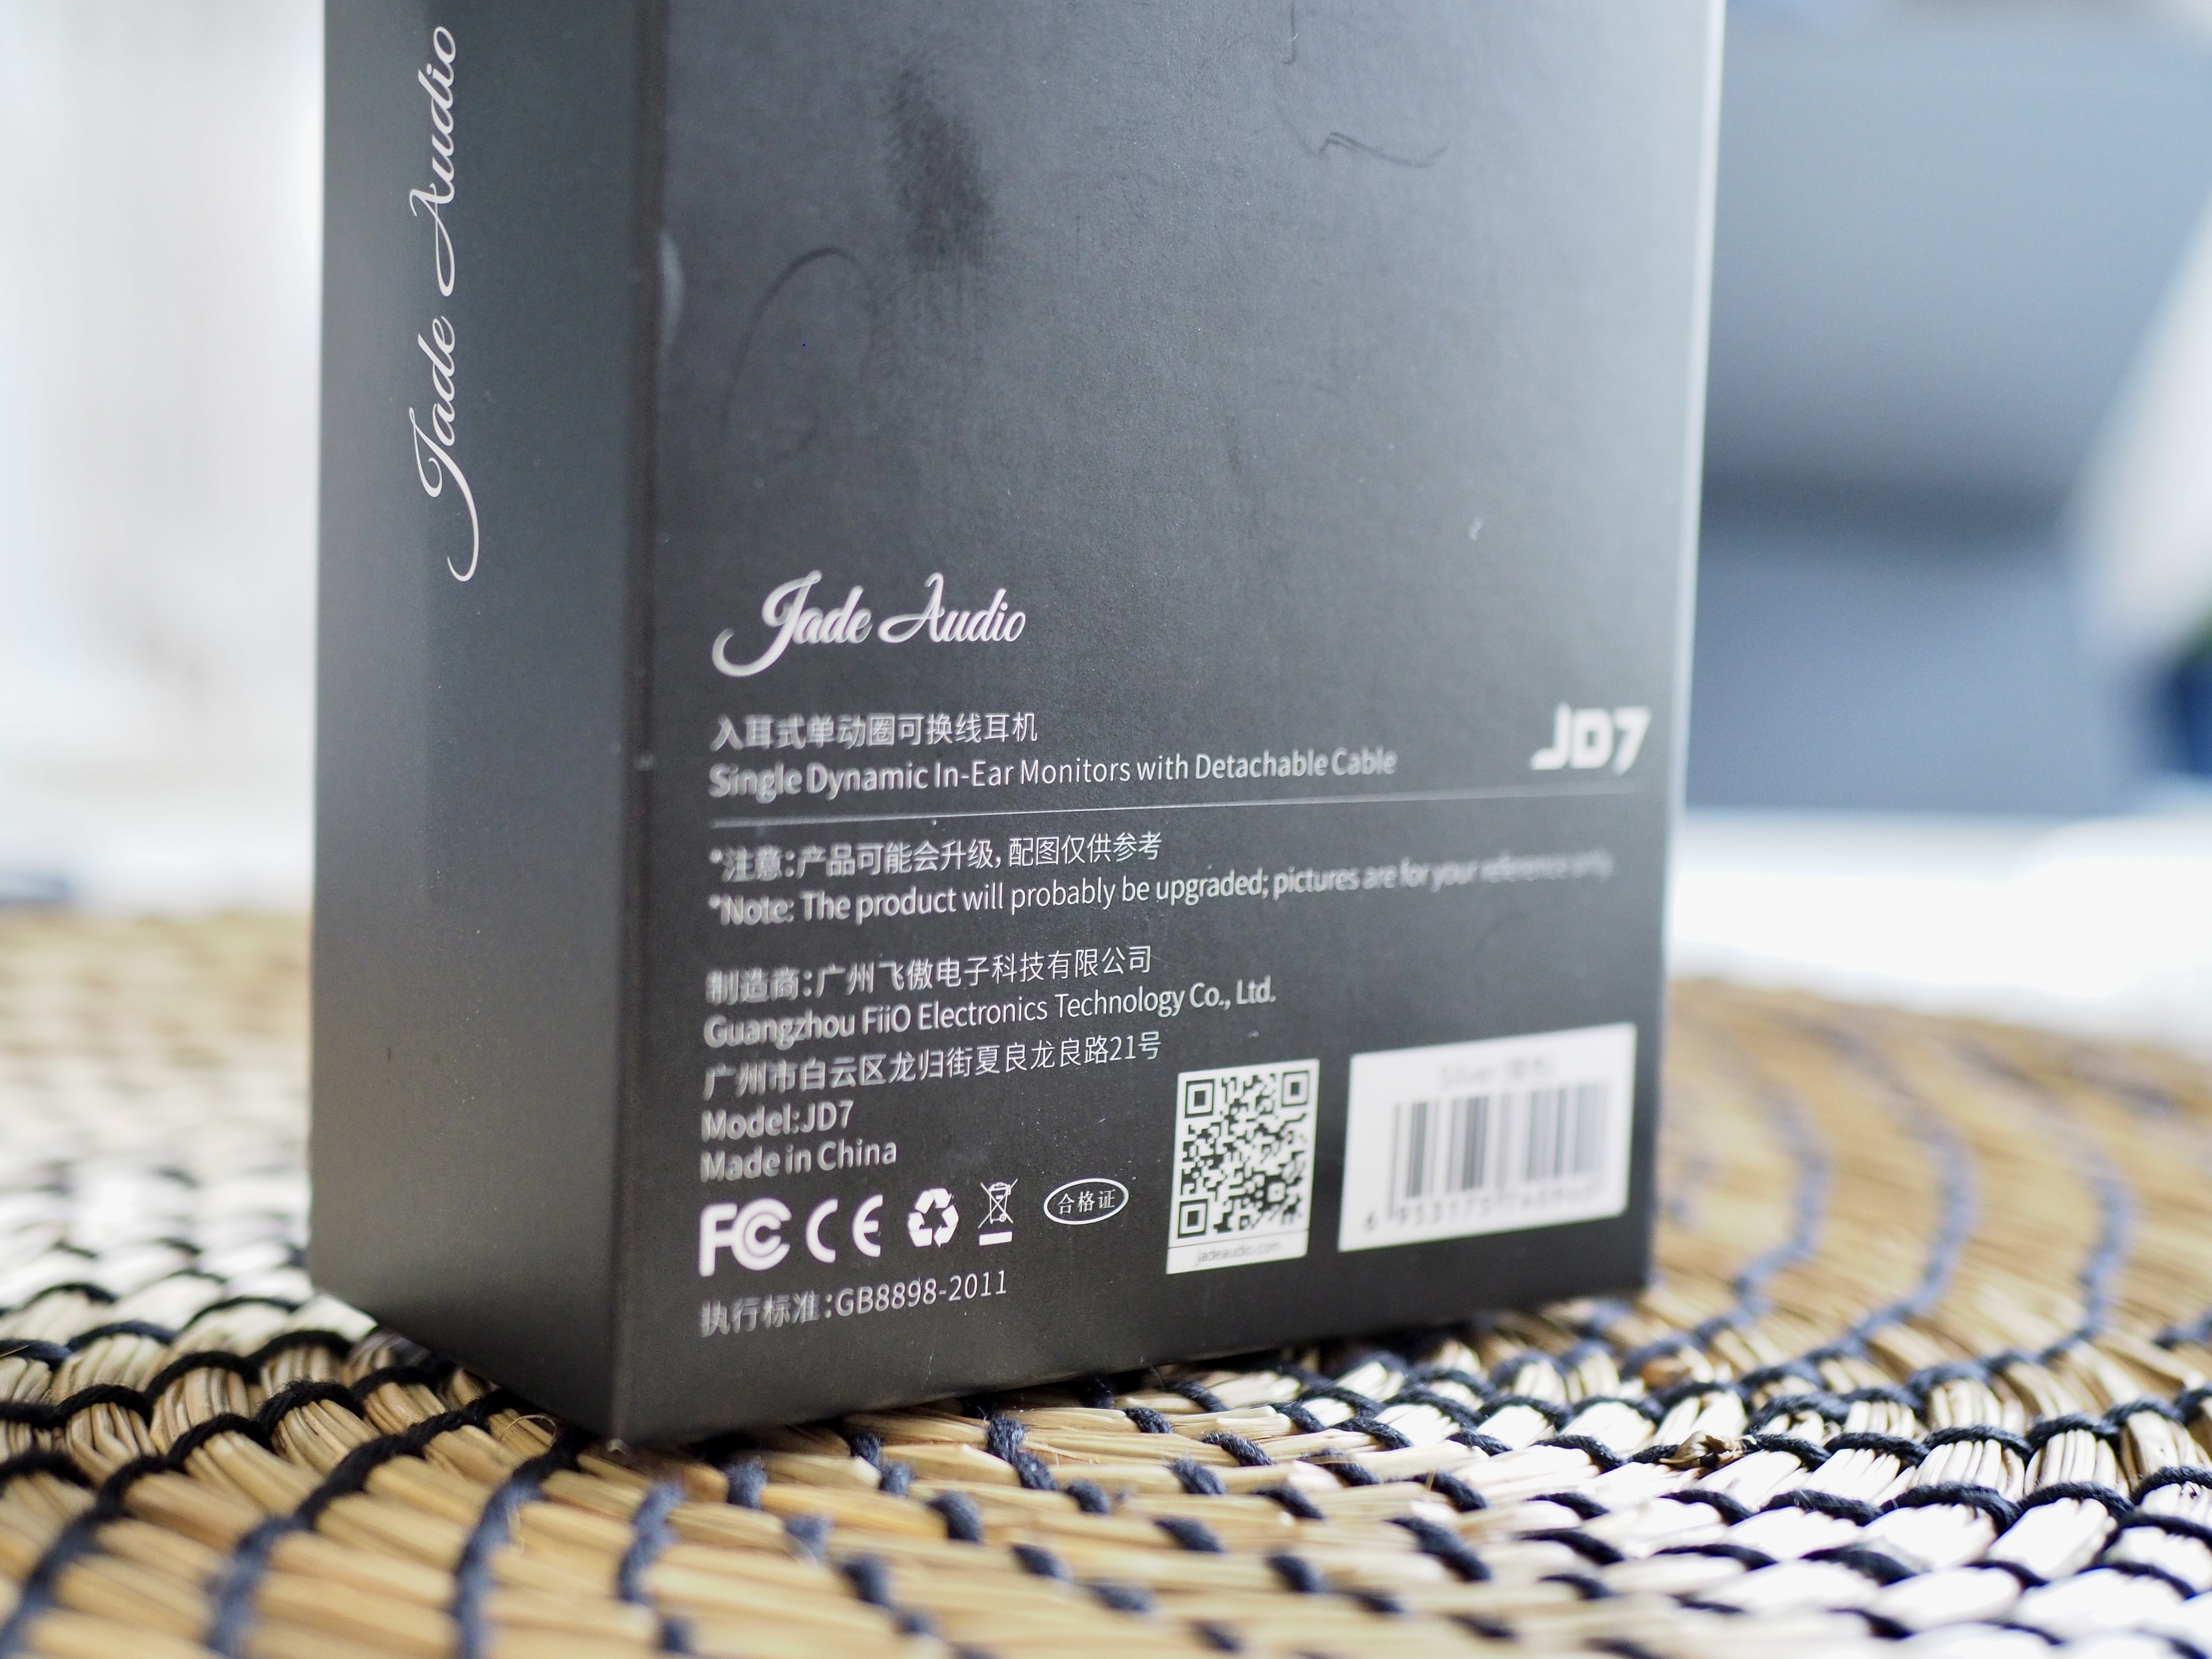 Jade Audio
Jade Audio
入耳式单动圈可换线耳机
Single Dynamic In-Ear Monitors with Detachable Cable
JD7
*注意：产品可能会升级，配图仅供参考
*Note: The product will probably be upgraded; pictures are for your reference only.
制造商：广州飞傲电子科技有限公司
Guangzhou FiiO Electronics Technology Co., Ltd.
广州市白云区龙归街夏良龙良路21号
Model:JD7
Made in China
FC CE
合格证
执行标准：GB8898-2011
jadeaudio.com
Silver